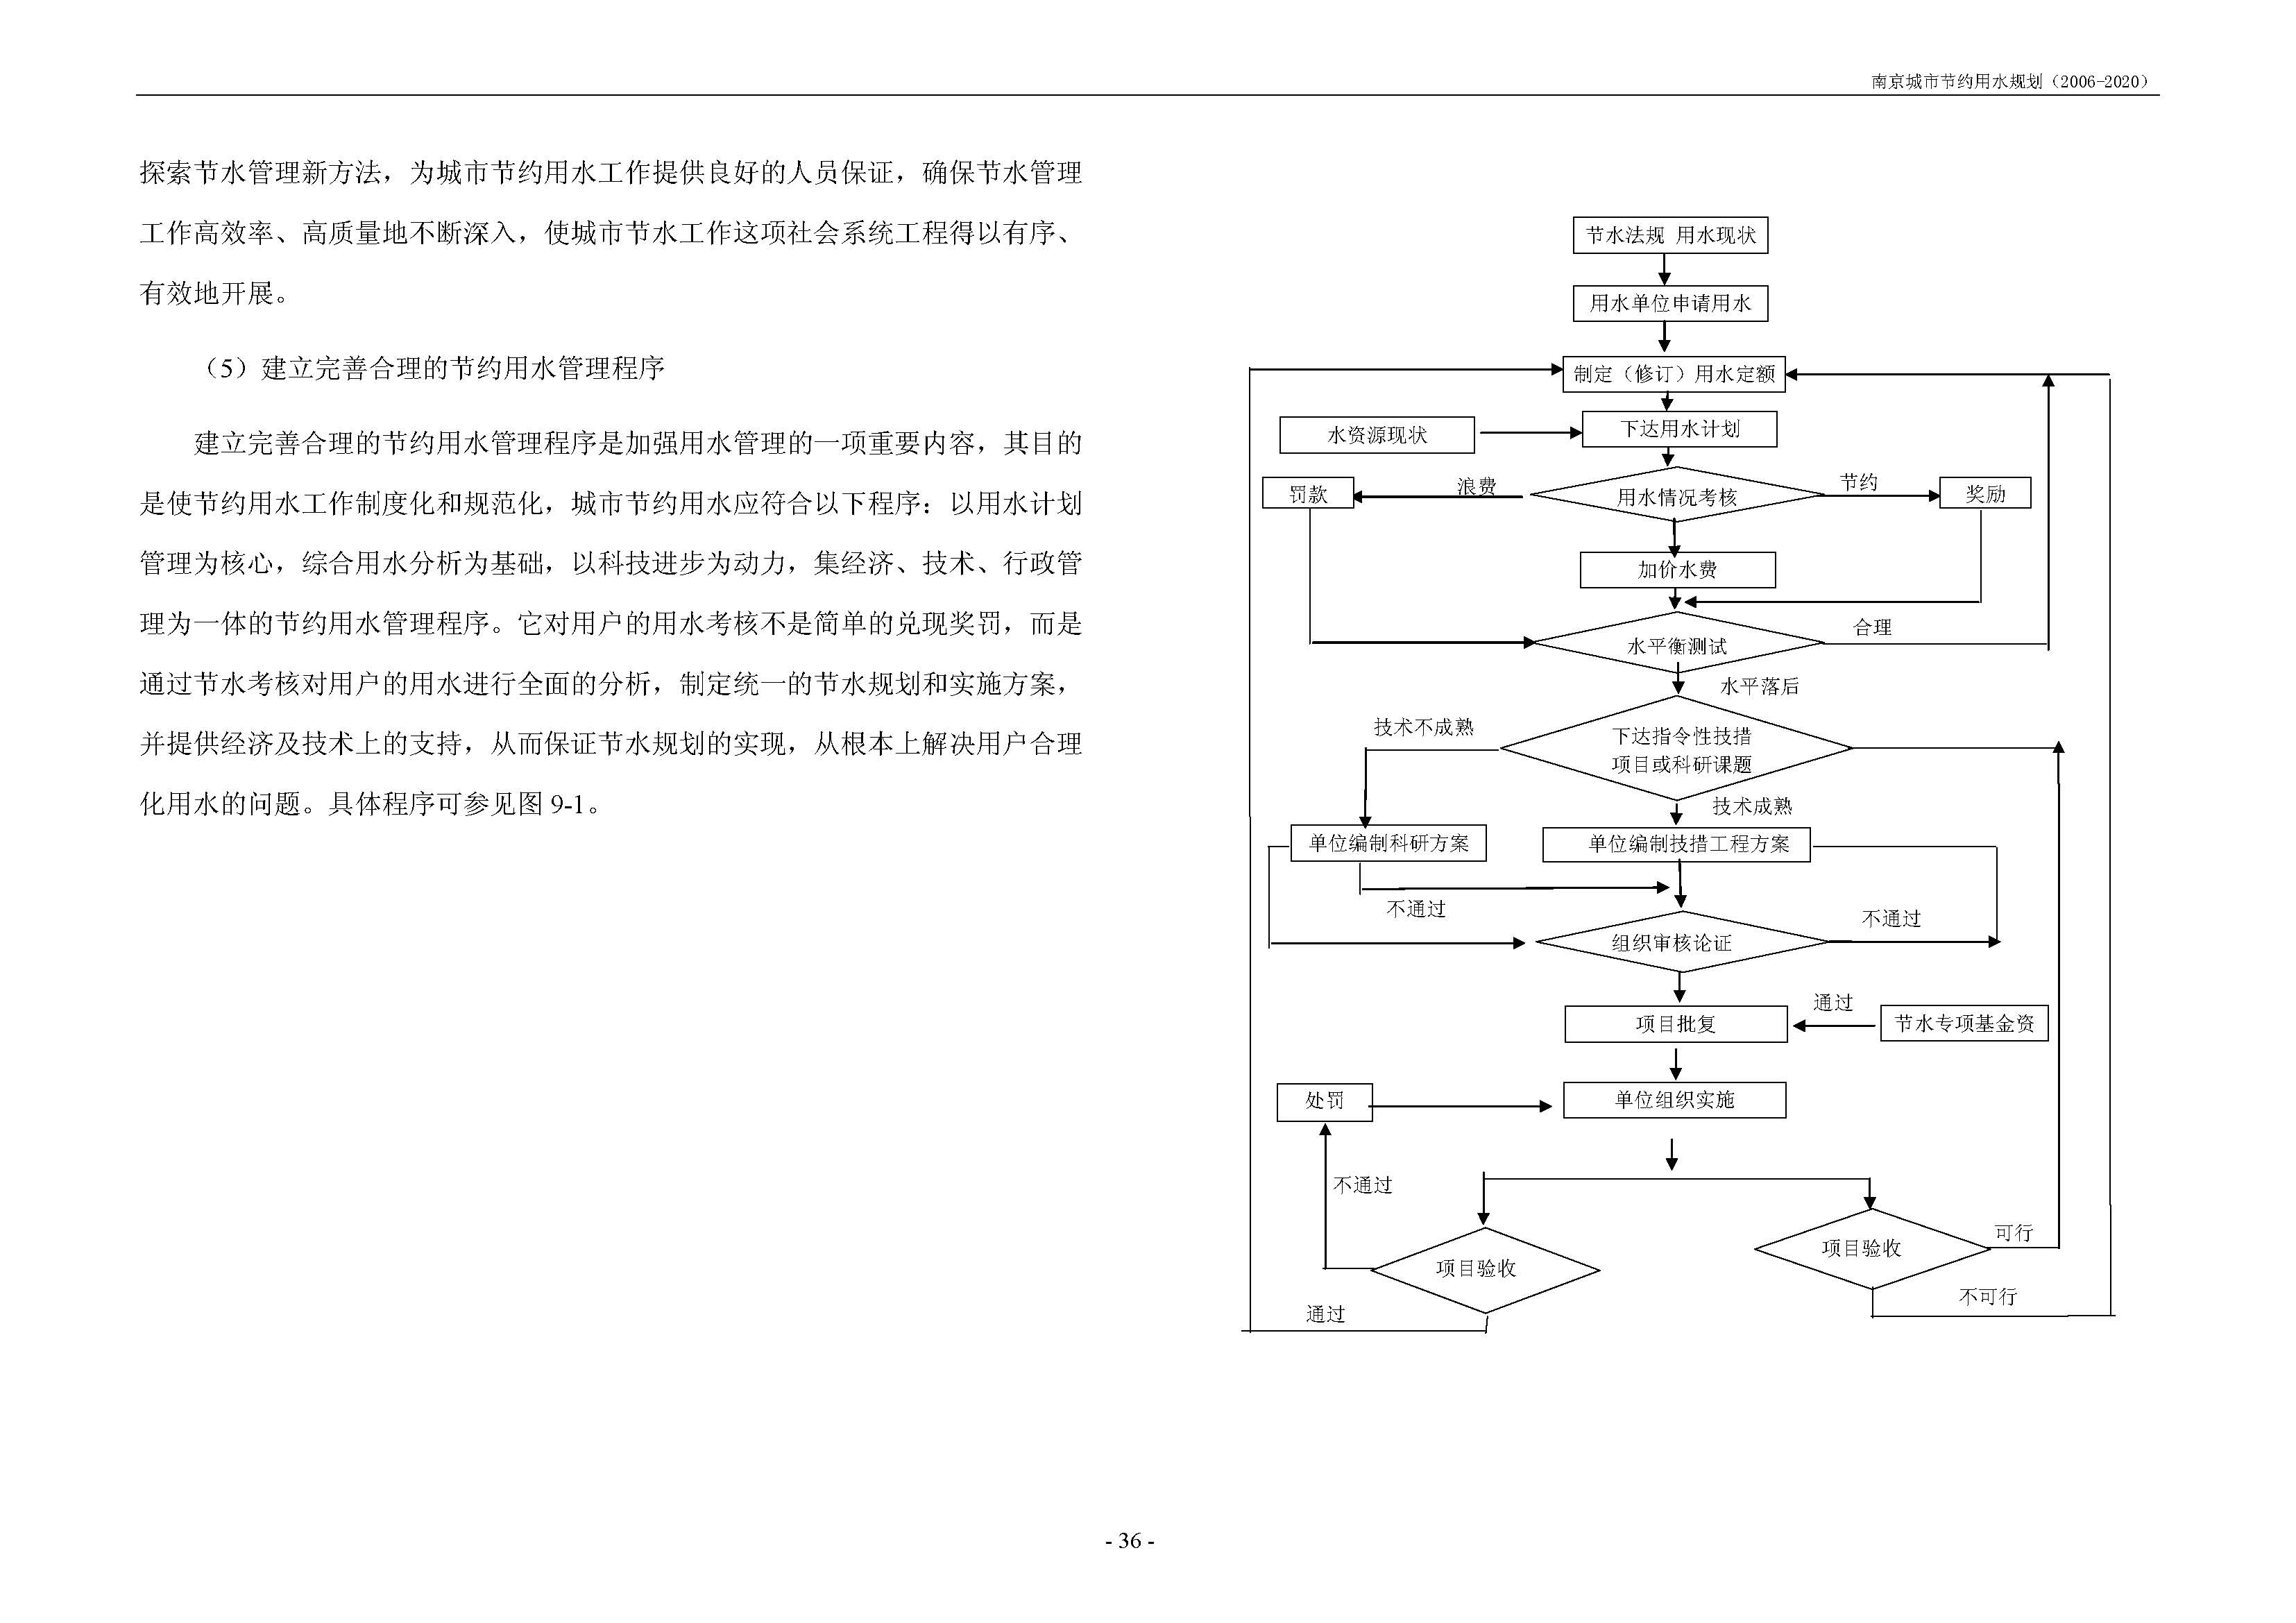 南京城市节约用水规划（2006-2020）
探索节水管理新方法，为城市节约用水工作提供良好的人员保证，确保节水管理
工作高效率、高质量地不断深入，使城市节水工作这项社会系统工程得以有序、
有效地开展。
（5）建立完善合理的节约用水管理程序
建立完善合理的节约用水管理程序是加强用水管理的一项重要内容，其目的
是使节约用水工作制度化和规范化，城市节约用水应符合以下程序：以用水计划
管理为核心，综合用水分析为基础，以科技进步为动力，集经济、技术、行政管
理为一体的节约用水管理程序。它对用户的用水考核不是简单的兑现奖罚，而是
通过节水考核对用户的用水进行全面的分析，制定统一的节水规划和实施方案，
并提供经济及技术上的支持，从而保证节水规划的实现，从根本上解决用户合理
化用水的问题。具体程序可参见图 9-1。
节水法规 用水现状
用水单位申请用水
制定（修订）用水定额
水资源现状
下达用水计划
罚款
浪费
用水情况考核
节约
奖励
加价水费
水平衡测试
合理
水平落后
技术不成熟
下达指令性技措
项目或科研课题
技术成熟
单位编制科研方案
单位编制技措工程方案
不通过
不通过
组织审核论证
通过
项目批复
节水专项基金资
处罚
单位组织实施
不通过
项目验收
项目验收
可行
不可行
通过
- 36 -